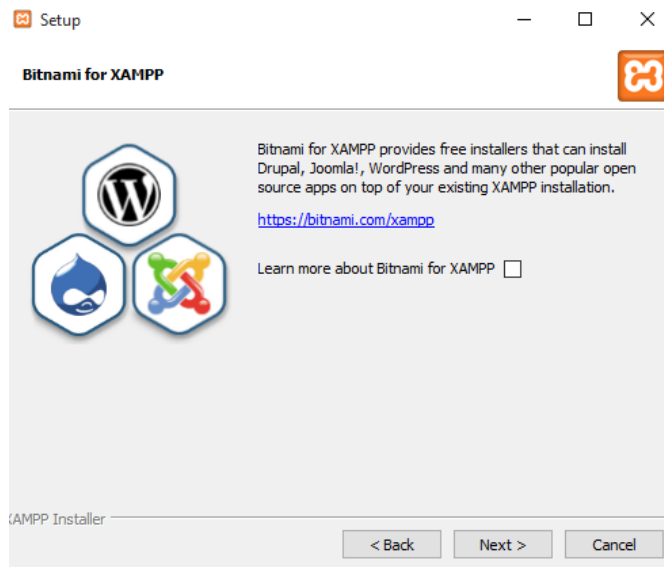 Setup
Bitnami for XAMPP
Bitnami for XAMPP provides free installers that can install
Drupal, Joomla!, WordPress and many other popular open
source apps on top of your existing XAMPP installation.
https://bitnami.com/xampp
Learn more about Bitnami for XAMPP
XAMPP Installer
< Back
Next >
Cancel